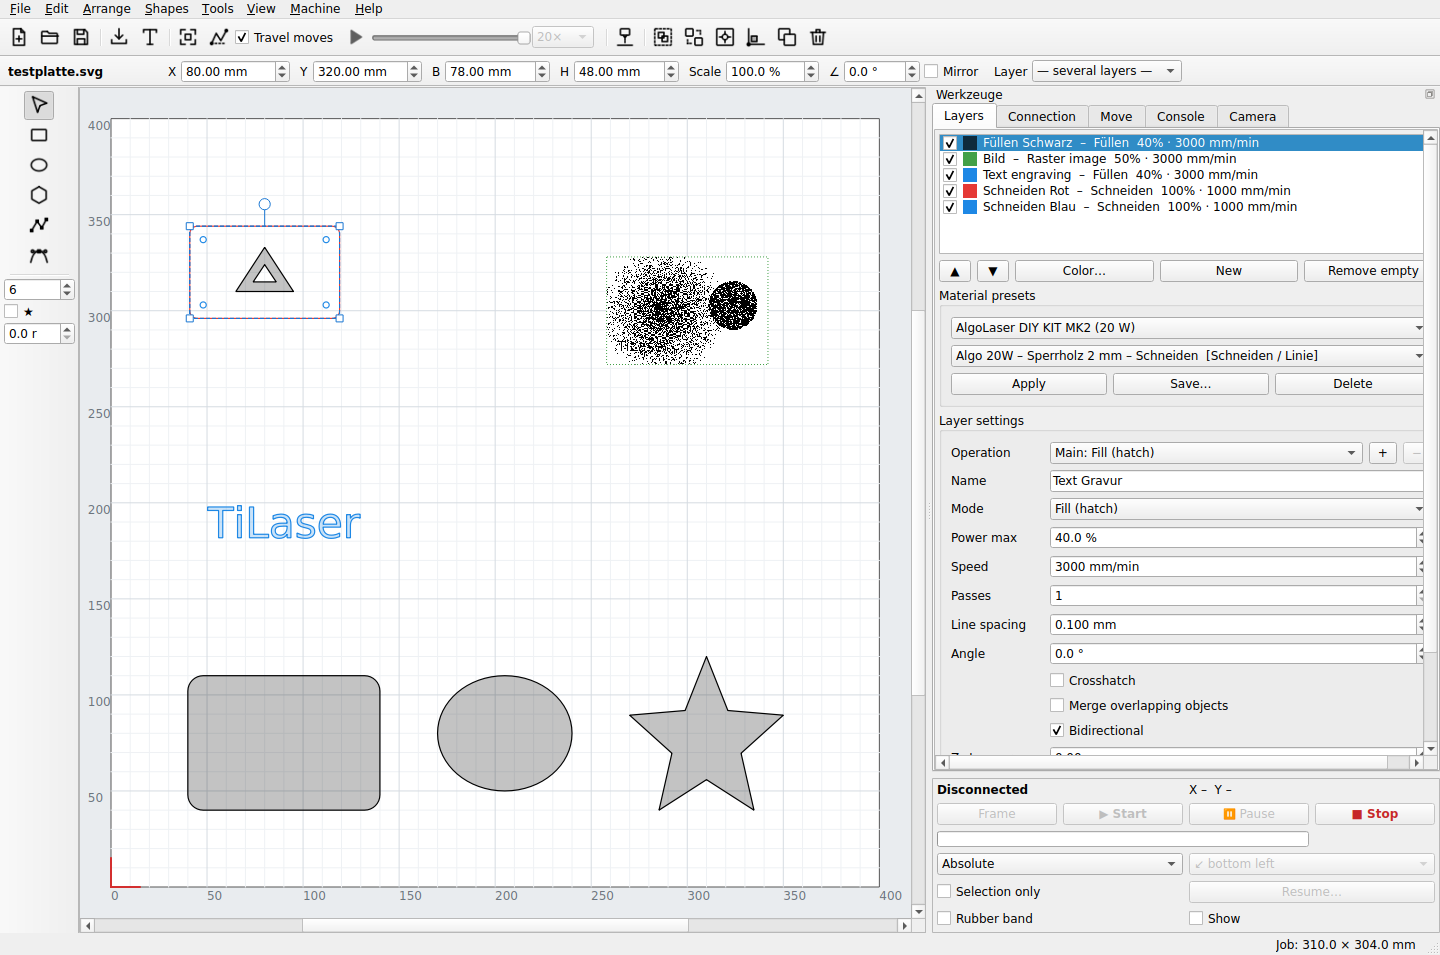 File Edit Arrange Shapes Tools View Machine Help
Travel moves 20×
testplatte.svg X 80.00 mm Y 320.00 mm B 78.00 mm H 48.00 mm Scale 100.0 % ∠ 0.0 ° Mirror Layer — several layers —
6
★
0.0 r
400
350
300
250
200
150
100
50
0 50 100 150 200 250 300 350 400
TiLaser
Werkzeuge
Layers Connection Move Console Camera
Füllen Schwarz – Füllen 40% · 3000 mm/min
Bild – Raster image 50% · 3000 mm/min
Text engraving – Füllen 40% · 3000 mm/min
Schneiden Rot – Schneiden 100% · 1000 mm/min
Schneiden Blau – Schneiden 100% · 1000 mm/min
▲ ▼ Color... New Remove empty
Material presets
AlgoLaser DIY KIT MK2 (20 W)
Algo 20W – Sperrholz 2 mm – Schneiden [Schneiden / Linie]
Apply Save... Delete
Layer settings
Operation Main: Fill (hatch) + −
Name Text Gravur
Mode Fill (hatch)
Power max 40.0 %
Speed 3000 mm/min
Passes 1
Line spacing 0.100 mm
Angle 0.0 °
Crosshatch
Merge overlapping objects
Bidirectional
Disconnected X – Y –
Frame ▶ Start ⏸ Pause ■ Stop
Absolute ↙ bottom left
Selection only Resume...
Rubber band Show
Job: 310.0 × 304.0 mm